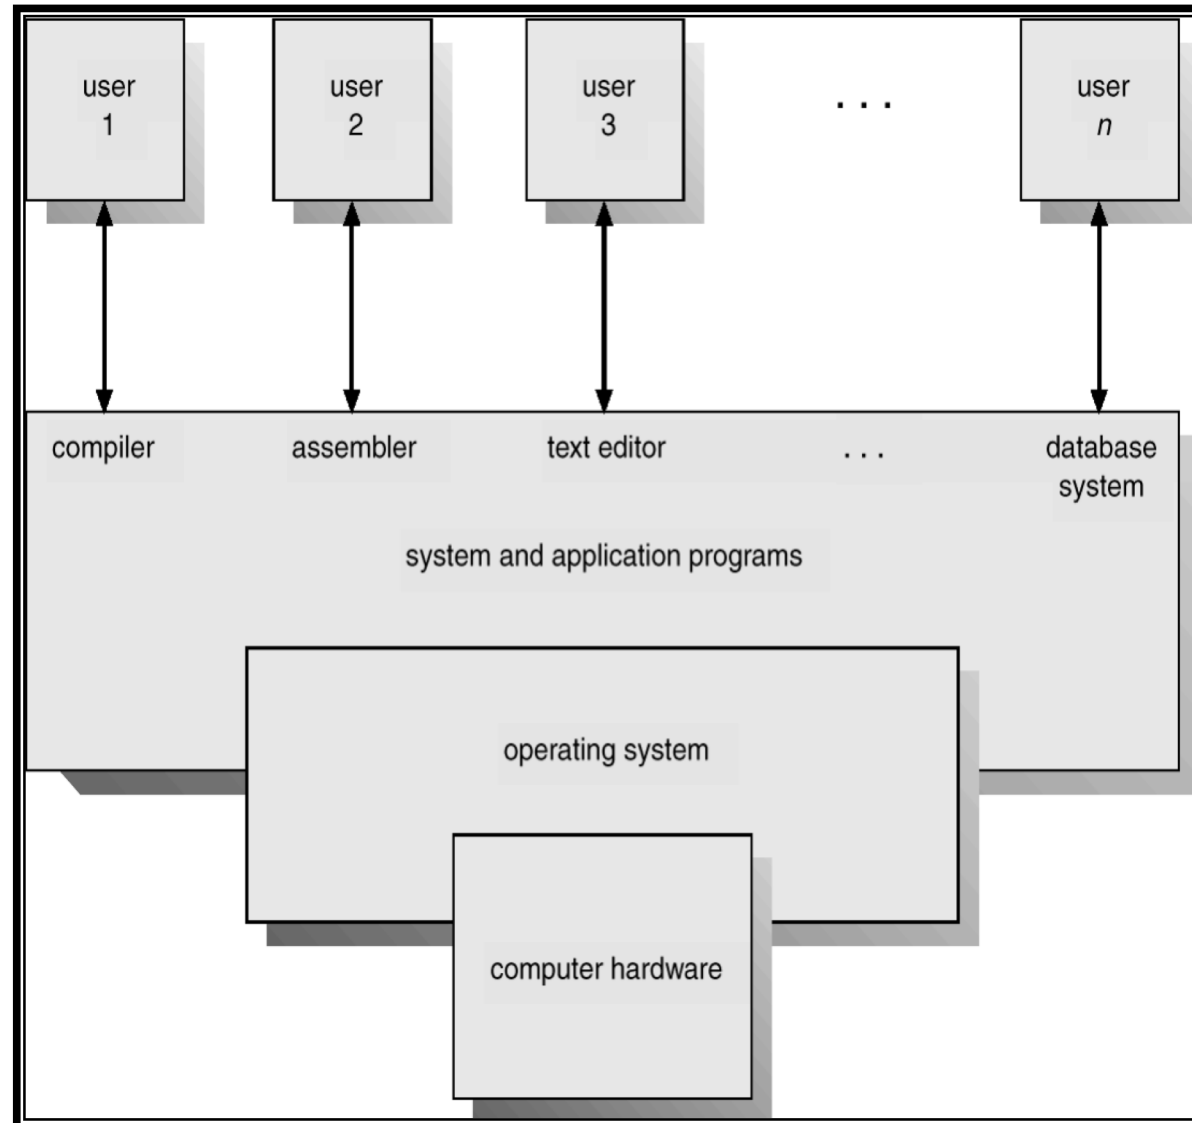 user
1
user
2
user
3
. . .
user
n
compiler
assembler
text editor
. . .
database
system
system and application programs
operating system
computer hardware